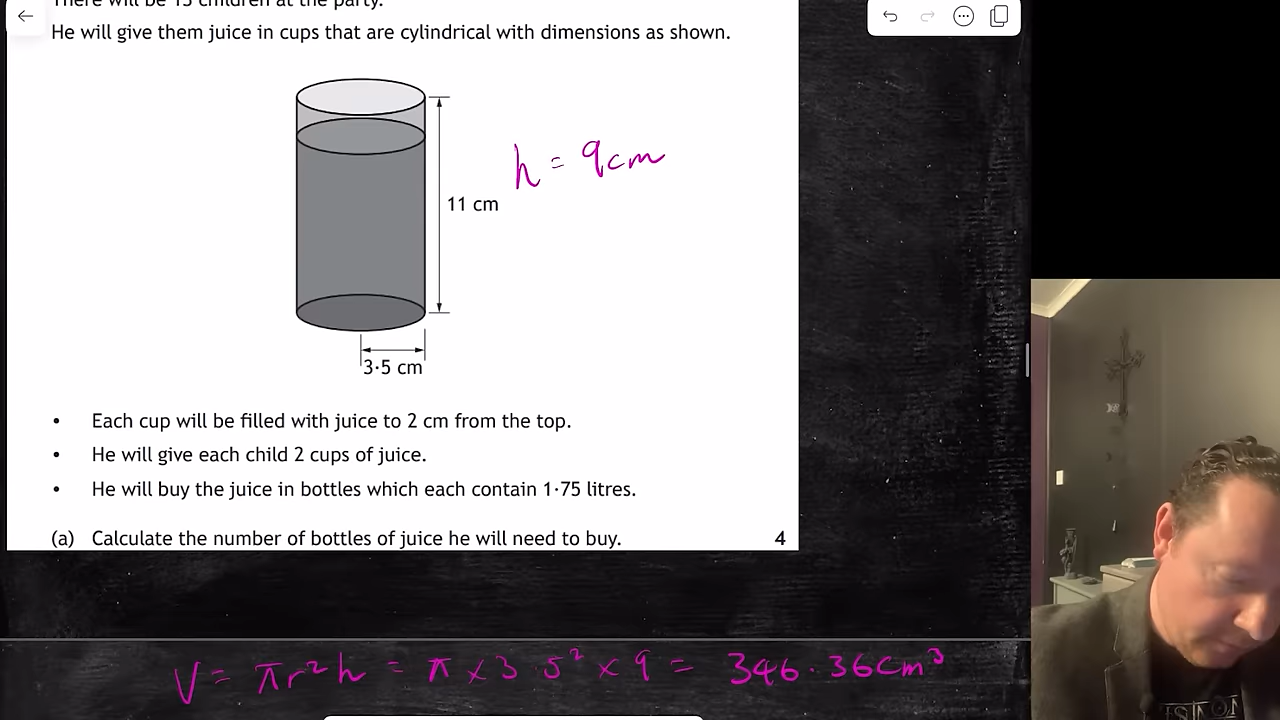 There will be 15 children at the party.
He will give them juice in cups that are cylindrical with dimensions as shown.
h = 9cm
11 cm
3·5 cm
• Each cup will be filled with juice to 2 cm from the top.
• He will give each child 2 cups of juice.
• He will buy the juice in bottles which each contain 1·75 litres.
(a) Calculate the number of bottles of juice he will need to buy. 4
V = πr²h = π × 3·5² × 9 = 346·36cm³